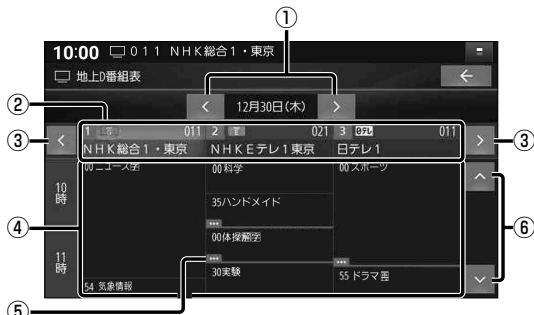 ①
10:00 011 NHK総合1・東京
地上D番組表
12月30日(木)
②
1 011 2 021 3 日テレ 011
NHK総合1・東京 NHKEテレ1東京 日テレ1
③ ③
00ニュース字 00科学 00スポーツ
10時
35ハンドメイド
④ ⑥
00体操解字
11時
30実験 55ドラマ
54 気象情報
⑤